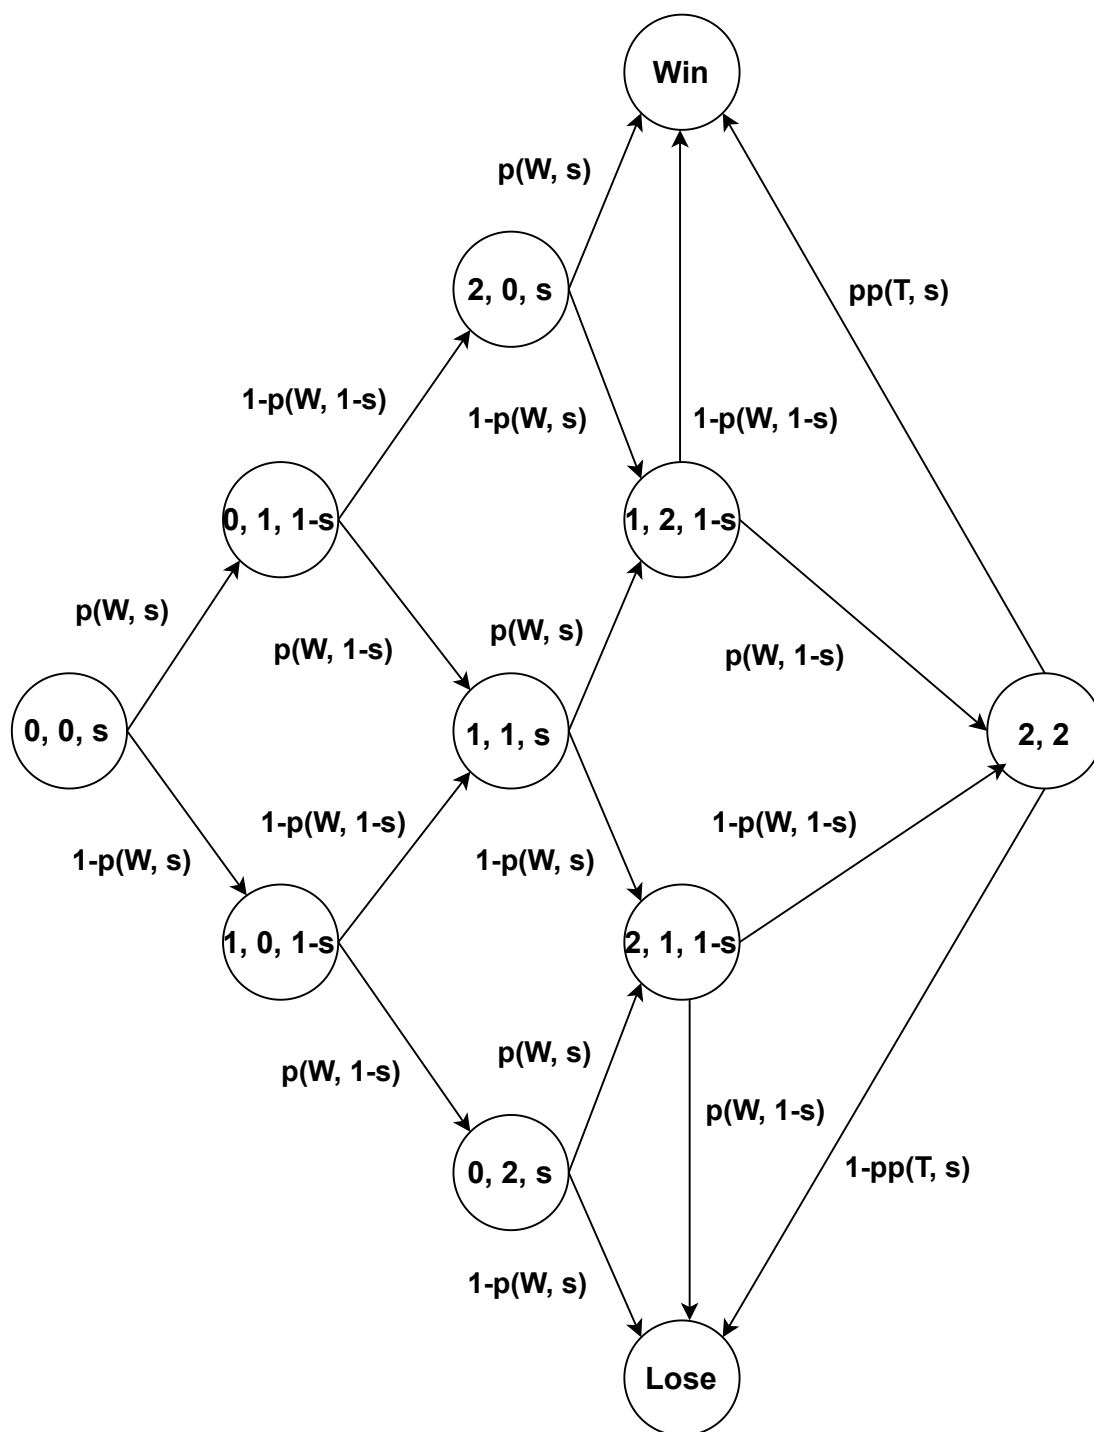 Win
p(W, s)
2, 0, s
pp(T, s)
1-p(W, 1-s)
1-p(W, s)
1-p(W, 1-s)
0, 1, 1-s
1, 2, 1-s
p(W, s)
p(W, 1-s)
p(W, s)
p(W, 1-s)
0, 0, s
1, 1, s
2, 2
1-p(W, s)
1-p(W, 1-s)
1-p(W, s)
1-p(W, 1-s)
1, 0, 1-s
2, 1, 1-s
p(W, 1-s)
p(W, s)
p(W, 1-s)
0, 2, s
1-pp(T, s)
1-p(W, s)
Lose